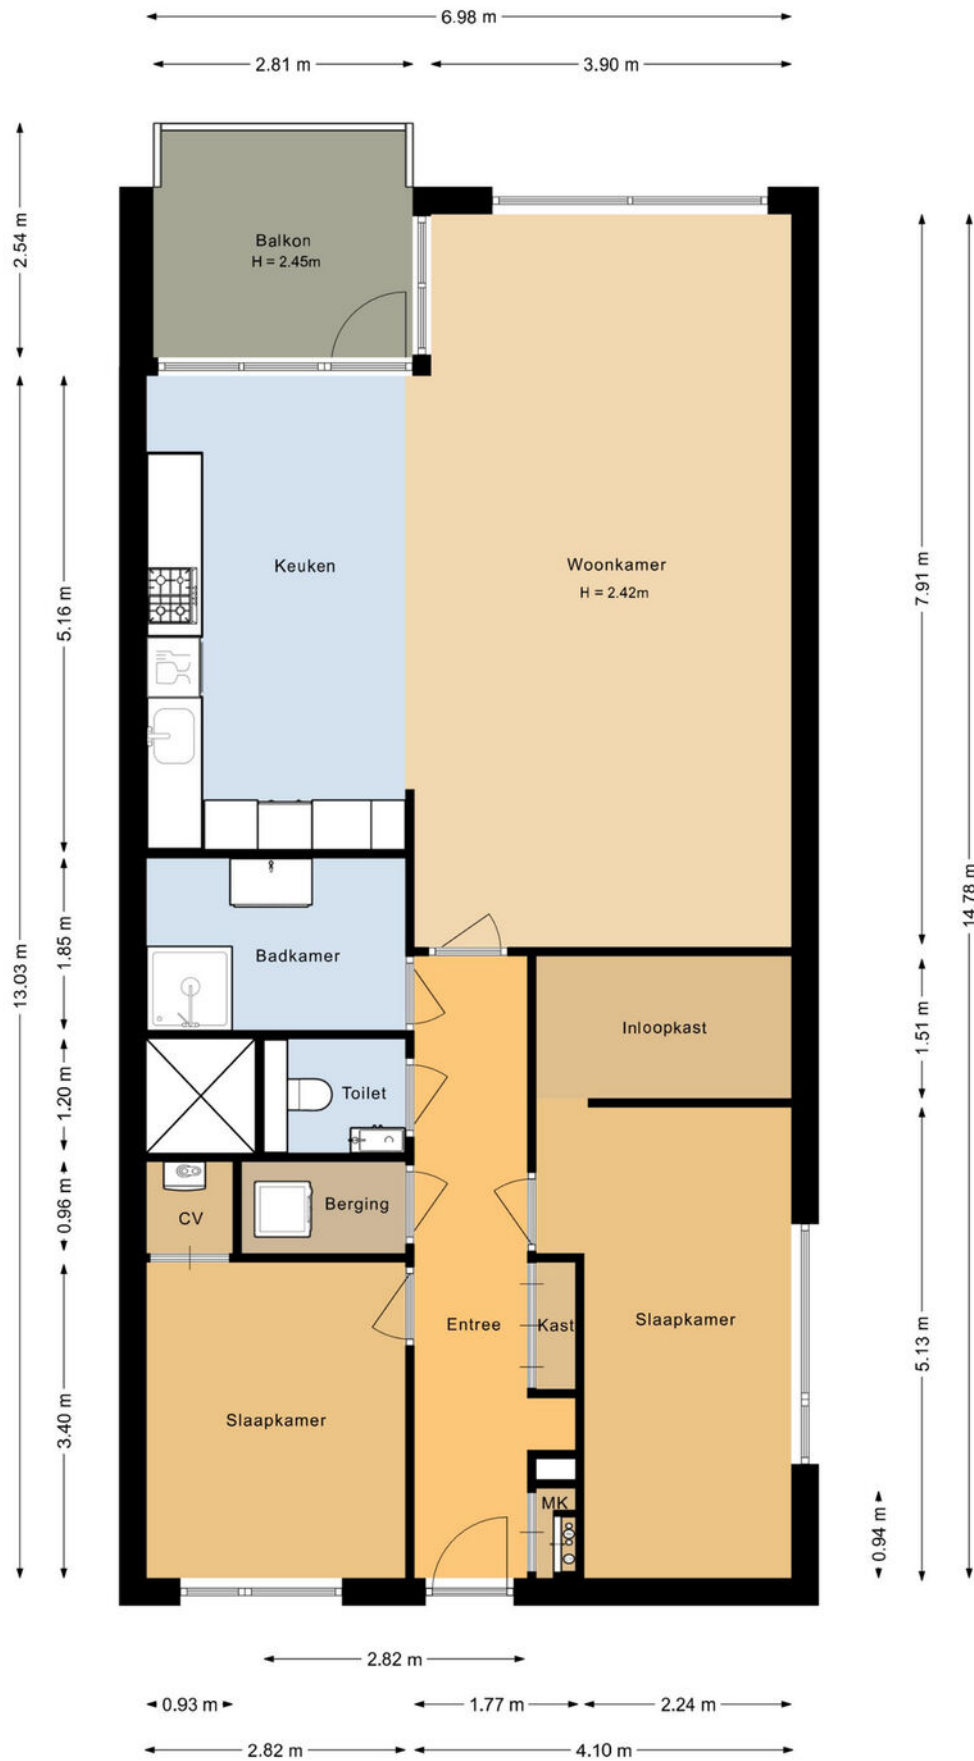 6.98 m
2.81 m
3.90 m
2.54 m
Balkon
H = 2.45m
Keuken
Woonkamer
H = 2.42m
5.16 m
7.91 m
14.78 m
13.03 m
1.85 m
Badkamer
Inloopkast
1.51 m
1.20 m
Toilet
0.96 m
CV
Berging
Entree
Kast
Slaapkamer
5.13 m
3.40 m
Slaapkamer
MK
0.94 m
2.82 m
0.93 m
1.77 m
2.24 m
2.82 m
4.10 m